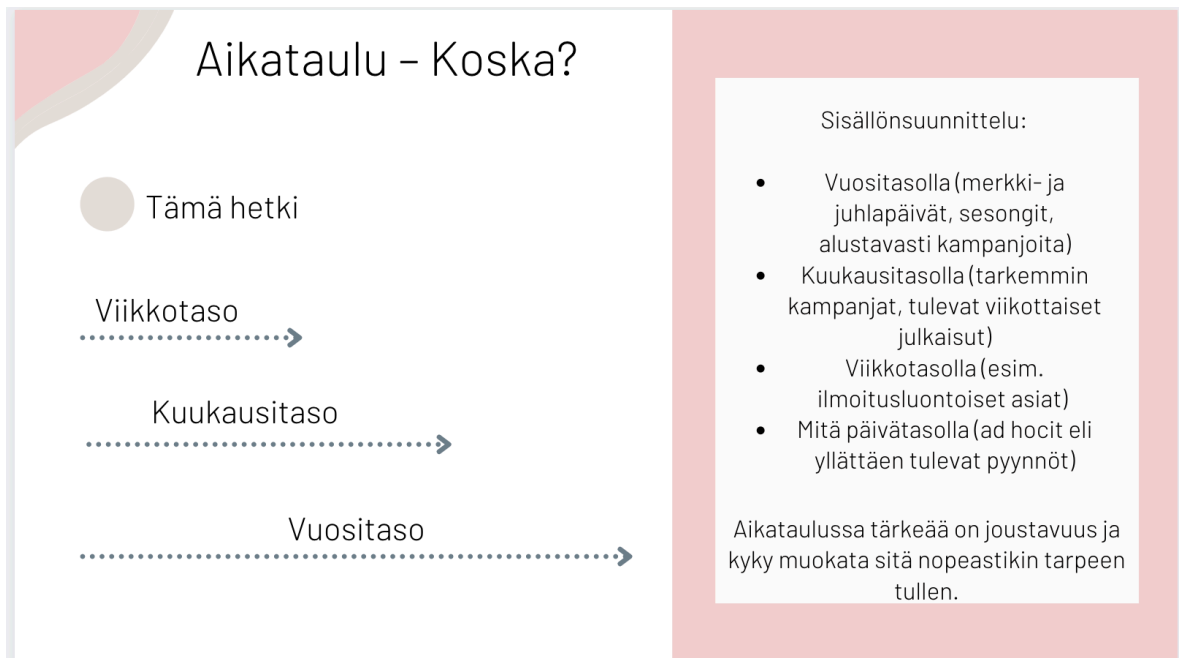 Aikataulu – Koska?
Tämä hetki
Viikkotaso
Kuukausitaso
Vuositaso
Sisällönsuunnittelu:
• Vuositasolla (merkki- ja
juhlapäivät, sesongit,
alustavasti kampanjoita)
• Kuukausitasolla (tarkemmin
kampanjat, tulevat viikottaiset
julkaisut)
• Viikkotasolla (esim.
ilmoitusluontoiset asiat)
• Mitä päivätasolla (ad hocit eli
yllättäen tulevat pyynnöt)
Aikataulussa tärkeää on joustavuus ja
kyky muokata sitä nopeastikin tarpeen
tullen.